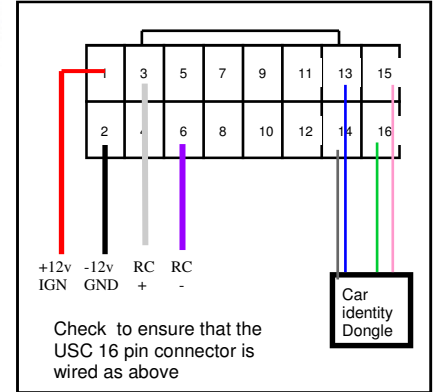 1 3 5 7 9 11 13 15
2 4 6 8 10 12 14 16
+12v -12v RC RC
IGN GND + -
Car
identity
Dongle
Check to ensure that the
USC 16 pin connector is
wired as above